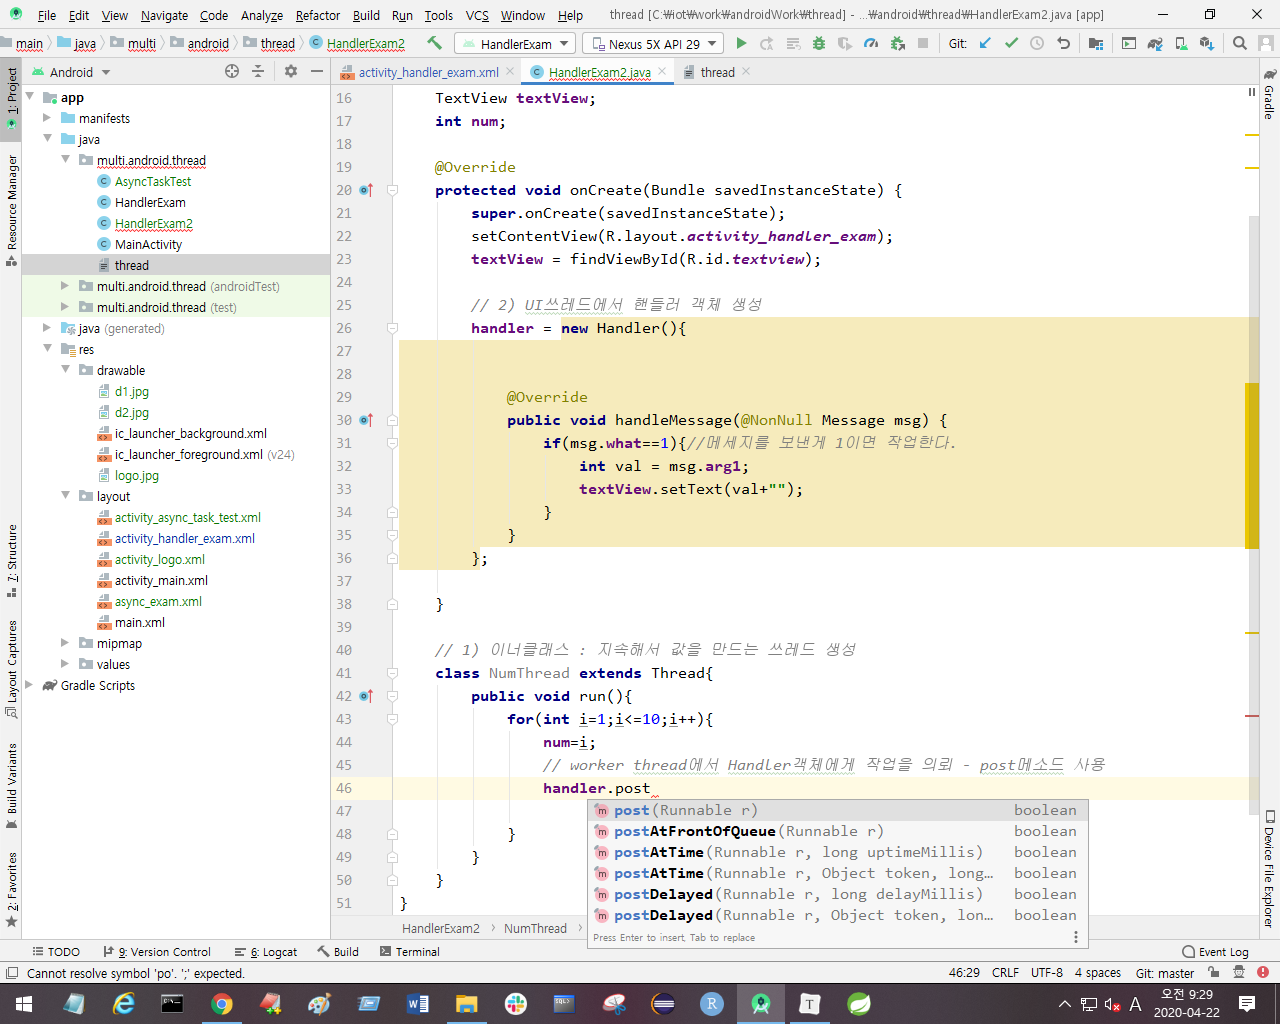 File Edit View Navigate Code Analyze Refactor Build Run Tools VCS Window Help thread [C:₩iot₩work₩androidWork₩thread] - ...₩android₩thread₩HandlerExam2.java [app]
main java multi android thread HandlerExam2 HandlerExam Nexus 5X API 29 Git:
Android activity_handler_exam.xml HandlerExam2.java thread
1: Project
Resource Manager
7: Structure
Layout Captures
Build Variants
2: Favorites
app
manifests
java
multi.android.thread
AsyncTaskTest
HandlerExam
HandlerExam2
MainActivity
thread
multi.android.thread (androidTest)
multi.android.thread (test)
java (generated)
res
drawable
d1.jpg
d2.jpg
ic_launcher_background.xml
ic_launcher_foreground.xml (v24)
logo.jpg
layout
activity_async_task_test.xml
activity_handler_exam.xml
activity_logo.xml
activity_main.xml
async_exam.xml
main.xml
mipmap
values
Gradle Scripts
16 TextView textView;
17 int num;
18
19 @Override
20 protected void onCreate(Bundle savedInstanceState) {
21 super.onCreate(savedInstanceState);
22 setContentView(R.layout.activity_handler_exam);
23 textView = findViewById(R.id.textview);
24
25 // 2) UI쓰레드에서 핸들러 객체 생성
26 handler = new Handler(){
27
28
29 @Override
30 public void handleMessage(@NonNull Message msg) {
31 if(msg.what==1){//메세지를 보낸게 1이면 작업한다.
32 int val = msg.arg1;
33 textView.setText(val+"");
34 }
35 }
36 };
37
38 }
39
40 // 1) 이너클래스 : 지속해서 값을 만드는 쓰레드 생성
41 class NumThread extends Thread{
42 public void run(){
43 for(int i=1;i<=10;i++){
44 num=i;
45 // worker thread에서 Handler객체에게 작업을 의뢰 - post메소드 사용
46 handler.post
47
48 }
49 }
50 }
51 }
post(Runnable r) boolean
postAtFrontOfQueue(Runnable r) boolean
postAtTime(Runnable r, long uptimeMillis) boolean
postAtTime(Runnable r, Object token, long… boolean
postDelayed(Runnable r, long delayMillis) boolean
postDelayed(Runnable r, Object token, lon… boolean
Press Enter to insert, Tab to replace
HandlerExam2 NumThread
Gradle
Device File Explorer
TODO 9: Version Control 6: Logcat Build Terminal Event Log
Cannot resolve symbol 'po'. ';' expected. 46:29 CRLF UTF-8 4 spaces Git: master
A 오전 9:29
2020-04-22